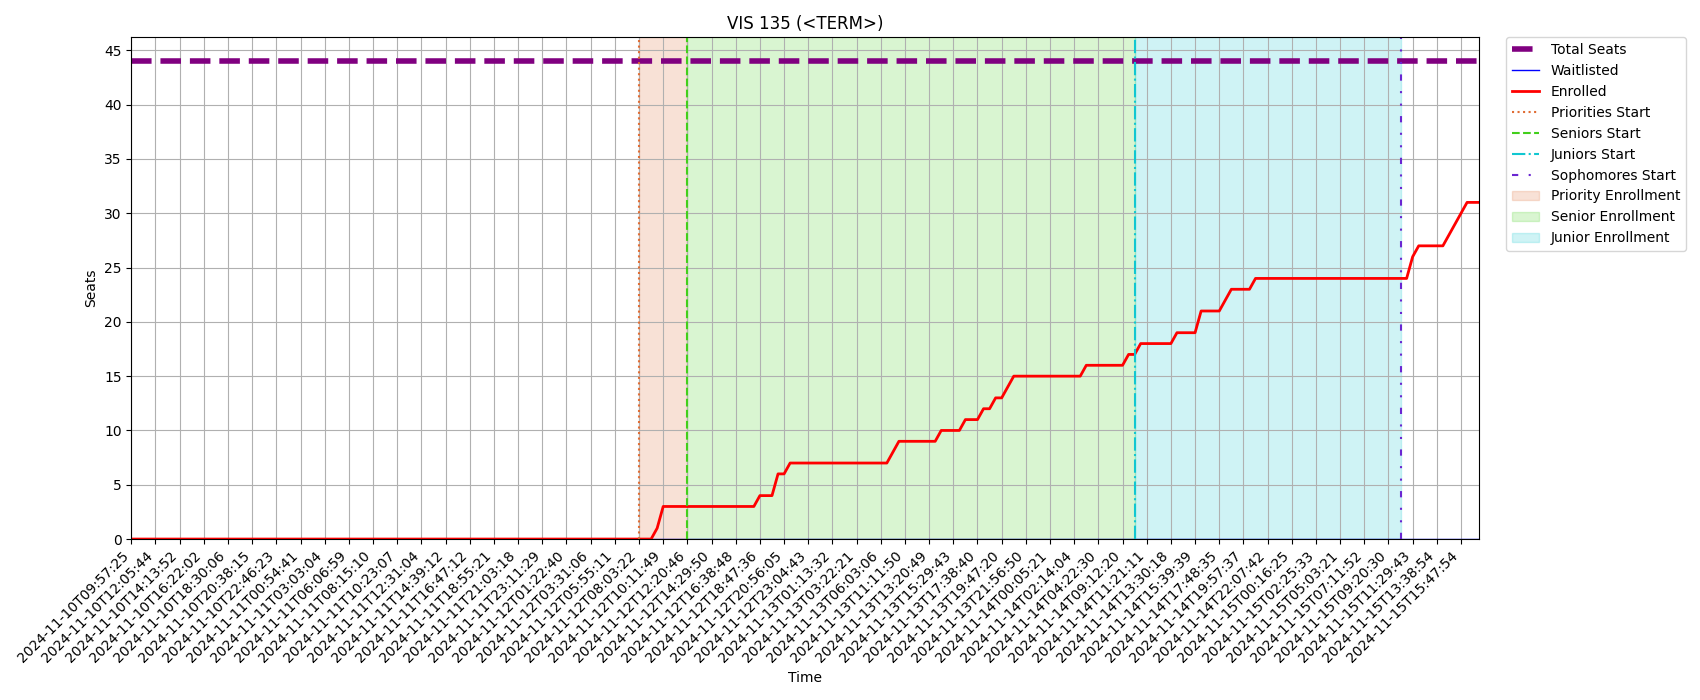 VIS 135 (<TERM>)
45
40
35
30
25
20
15
10
5
0
Seats
2024-11-10T09:57:25
2024-11-10T12:05:44
2024-11-10T14:13:52
2024-11-10T16:22:02
2024-11-10T18:30:06
2024-11-10T20:38:15
2024-11-10T22:46:23
2024-11-11T00:54:41
2024-11-11T03:03:04
2024-11-11T06:06:59
2024-11-11T08:15:10
2024-11-11T10:23:07
2024-11-11T12:31:04
2024-11-11T14:39:12
2024-11-11T16:47:12
2024-11-11T18:55:21
2024-11-11T21:03:18
2024-11-11T23:11:29
2024-11-12T01:22:40
2024-11-12T03:31:06
2024-11-12T05:55:11
2024-11-12T08:03:22
2024-11-12T10:11:49
2024-11-12T12:20:46
2024-11-12T14:29:50
2024-11-12T16:38:48
2024-11-12T18:47:36
2024-11-12T20:56:05
2024-11-12T23:04:43
2024-11-13T01:13:32
2024-11-13T03:22:21
2024-11-13T06:03:06
2024-11-13T11:11:50
2024-11-13T13:20:49
2024-11-13T15:29:43
2024-11-13T17:38:40
2024-11-13T19:47:20
2024-11-13T21:56:50
2024-11-14T00:05:21
2024-11-14T02:14:04
2024-11-14T04:22:30
2024-11-14T09:12:20
2024-11-14T11:21:11
2024-11-14T13:30:18
2024-11-14T15:39:39
2024-11-14T17:48:35
2024-11-14T19:57:37
2024-11-14T22:07:42
2024-11-15T00:16:25
2024-11-15T02:25:33
2024-11-15T05:03:21
2024-11-15T07:11:52
2024-11-15T09:20:30
2024-11-15T11:29:43
2024-11-15T13:38:54
2024-11-15T15:47:54
Time
Total Seats
Waitlisted
Enrolled
Priorities Start
Seniors Start
Juniors Start
Sophomores Start
Priority Enrollment
Senior Enrollment
Junior Enrollment